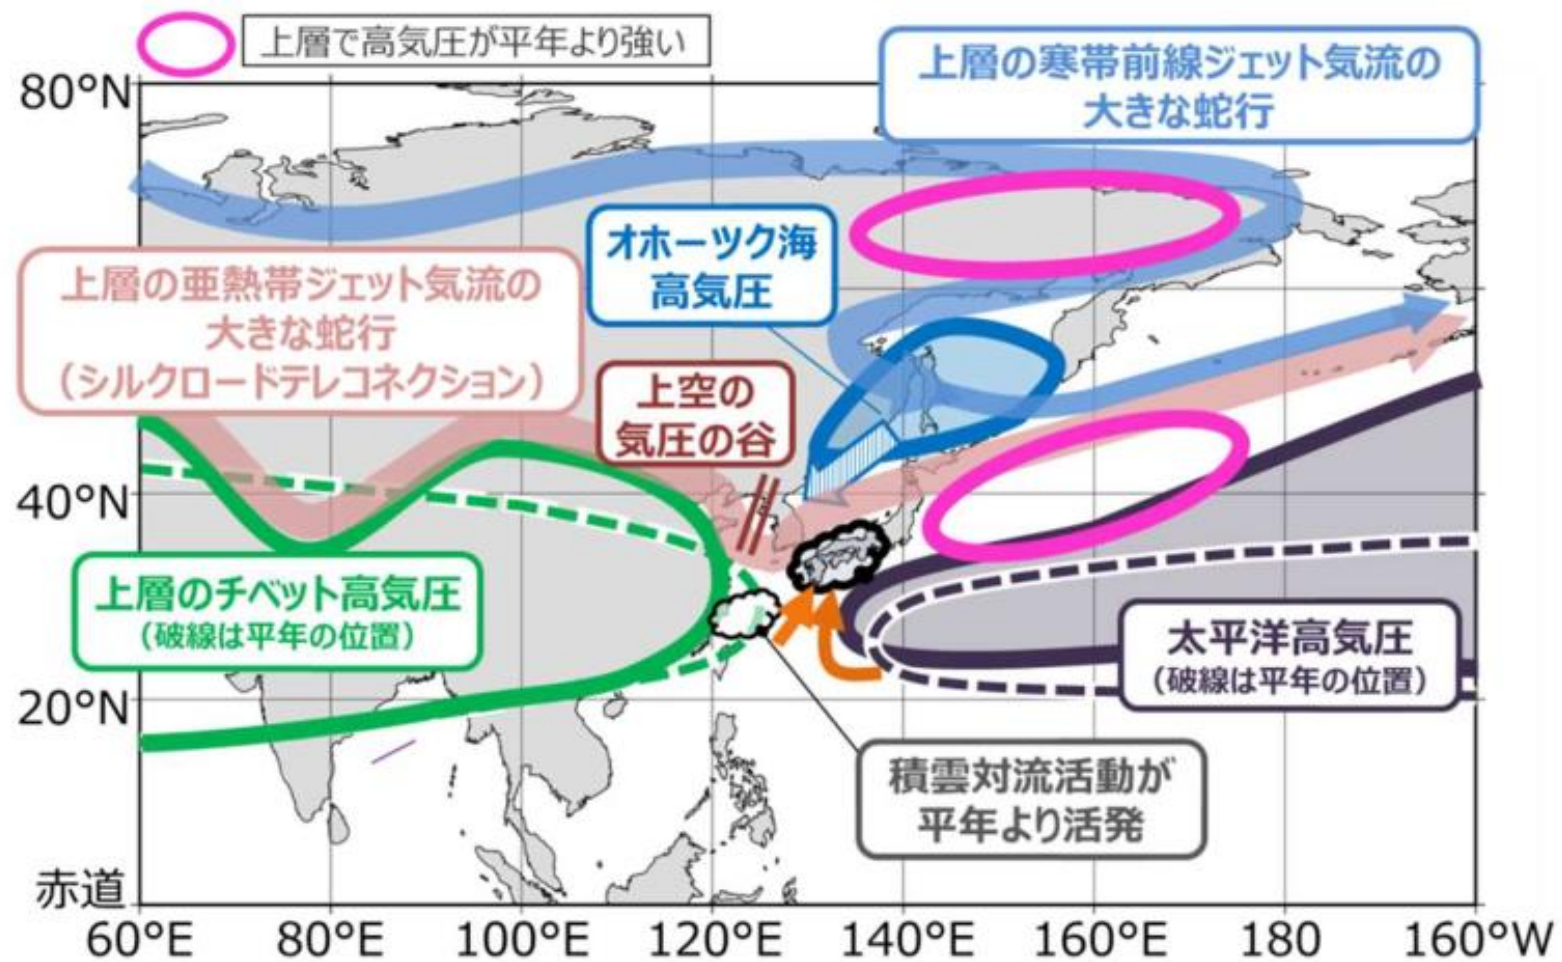 上層で高気圧が平年より強い
上層の寒帯前線ジェット気流の
大きな蛇行
80°N
オホーツク海
高気圧
上層の亜熱帯ジェット気流の
大きな蛇行
（シルクロードテレコネクション）
上空の
気圧の谷
40°N
上層のチベット高気圧
（破線は平年の位置）
太平洋高気圧
（破線は平年の位置）
20°N
積雲対流活動が
平年より活発
赤道
60°E 80°E 100°E 120°E 140°E 160°E 180 160°W